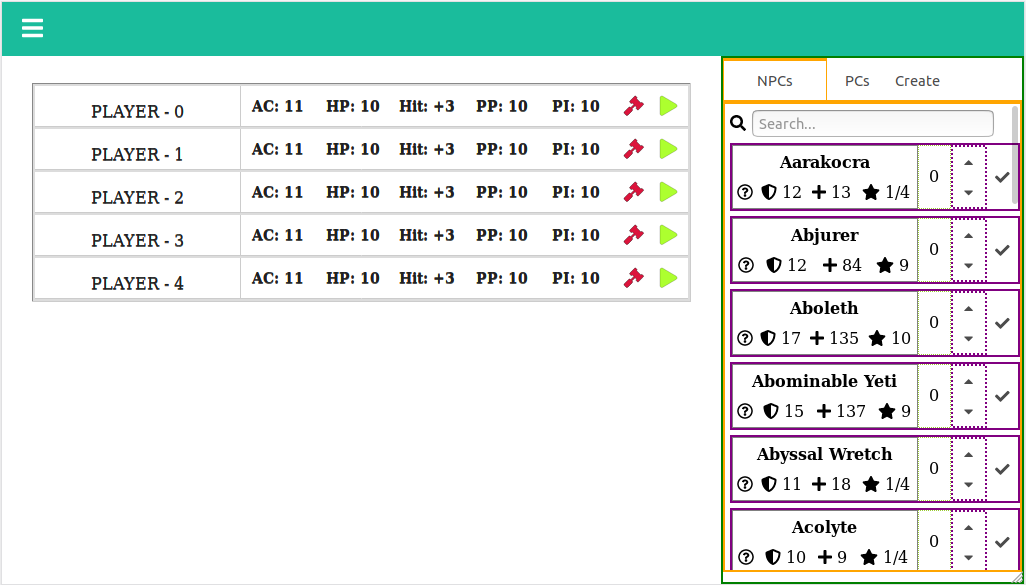 PLAYER - 0 AC: 11 HP: 10 Hit: +3 PP: 10 PI: 10
PLAYER - 1 AC: 11 HP: 10 Hit: +3 PP: 10 PI: 10
PLAYER - 2 AC: 11 HP: 10 Hit: +3 PP: 10 PI: 10
PLAYER - 3 AC: 11 HP: 10 Hit: +3 PP: 10 PI: 10
PLAYER - 4 AC: 11 HP: 10 Hit: +3 PP: 10 PI: 10
NPCs PCs Create
Search...
Aarakocra
12 13 1/4
0
Abjurer
12 84 9
0
Aboleth
17 135 10
0
Abominable Yeti
15 137 9
0
Abyssal Wretch
11 18 1/4
0
Acolyte
10 9 1/4
0